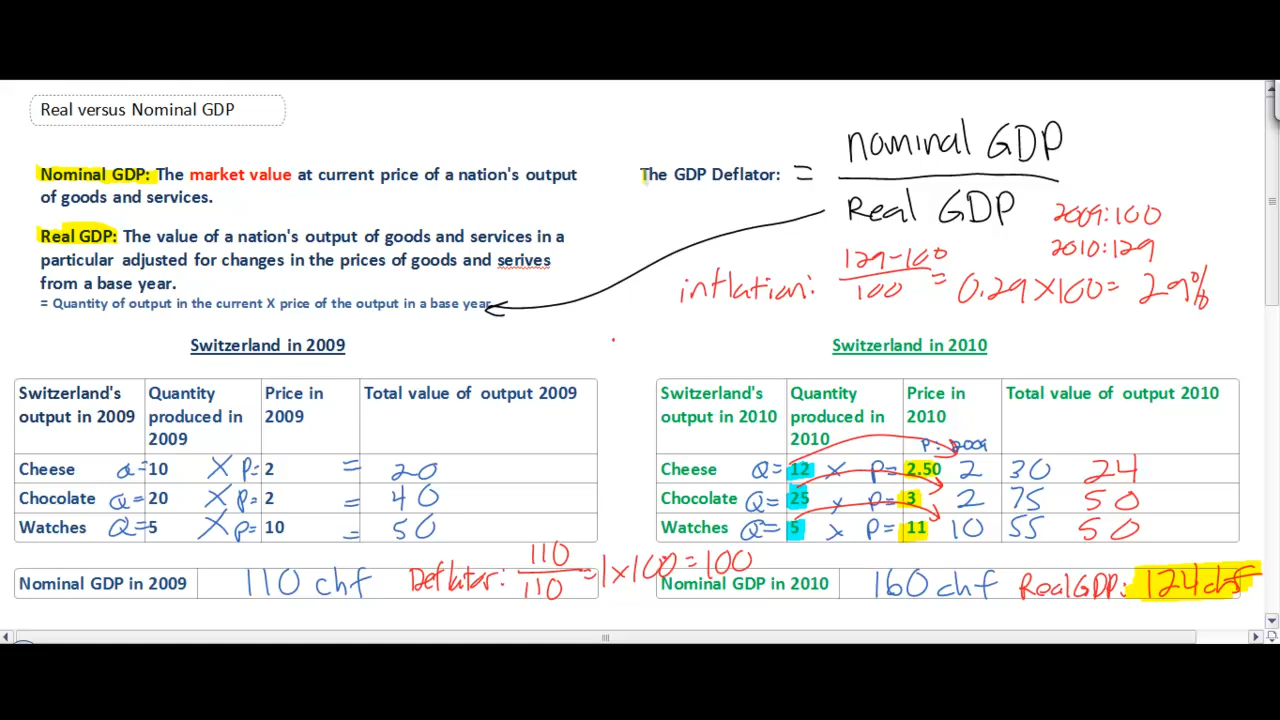 Real versus Nominal GDP
Nominal GDP: The market value at current price of a nation's output
of goods and services.
Real GDP: The value of a nation's output of goods and services in a
particular adjusted for changes in the prices of goods and serives
from a base year.
= Quantity of output in the current X price of the output in a base year
The GDP Deflator: = nominal GDP
Real GDP
2009:100
2010:129
inflation: 129-100
100
= 0.29 X 100 = 29%
Switzerland in 2009
Switzerland's output in 2009 Quantity produced in 2009 Price in 2009 Total value of output 2009
Cheese Q= 10 X P= 2 = 20
Chocolate Q= 20 X P= 2 = 40
Watches Q= 5 X P= 10 = 50
Nominal GDP in 2009 110 chf
Deflator: 110
110
= 1 x 100 = 100
Switzerland in 2010
Switzerland's output in 2010 Quantity produced in 2010 Price in 2010 Total value of output 2010
P: 2009
Cheese Q= 12 x P= 2.50 2 30 24
Chocolate Q= 25 x P= 3 2 75 50
Watches Q= 5 x P= 11 10 55 50
Nominal GDP in 2010 160 chf Real GDP: 124 chf